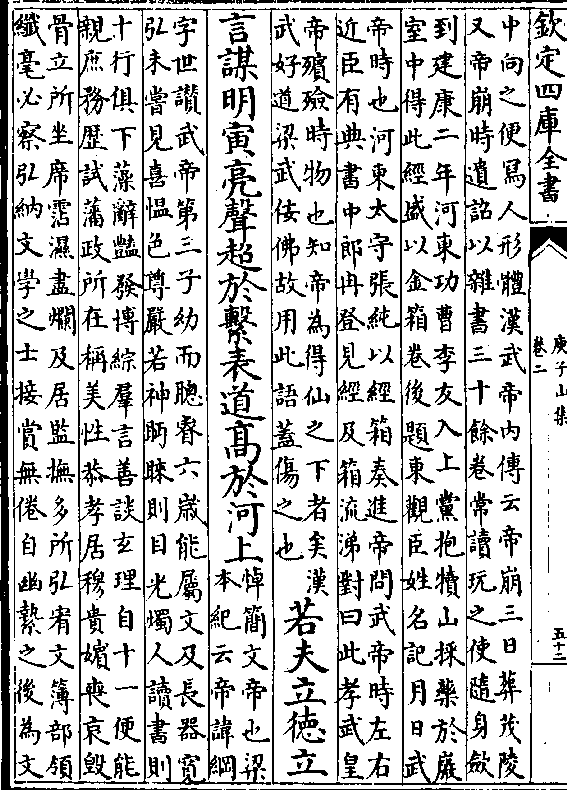 欽定四庫全書
庾子山集
卷二
五十二
中向之便寫人形體漢武帝内傳云帝崩三日葬茂陵
又帝崩時遺詔以雜書三十餘卷常讀玩之使隨身斂
到建康二年河東功曹李友入上黨抱犢山採藥於巖
室中得此經盛以金箱卷後題東觀臣姓名記月日武
帝時也河東太守張純以經箱奏進帝問武帝時左右
近臣有典書中郎冉登見經及箱流涕對曰此孝武皇
帝殯殮時物也知帝為得仙之下者矣漢
武好道梁武佞佛故用此語蓋傷之也
若夫立德立
言謀明寅亮聲超於繫表道高於河上
悼簡文帝也梁
本紀云帝諱綱
字世讃武帝第三子幼而聰睿六歲能屬文及長器寛
弘未嘗見喜愠色尊嚴若神眄睞則目光燭人讀書則
十行俱下藻辭豔發博綜羣言善談玄理自十一便能
親庶務歷試藩政所在稱美性恭孝居穆貴嬪喪哀毁
骨立所坐席霑濕盡爛及居監撫多所弘宥文簿部領
纖毫必察弘納文學之士接賞無倦自幽縶之後為文